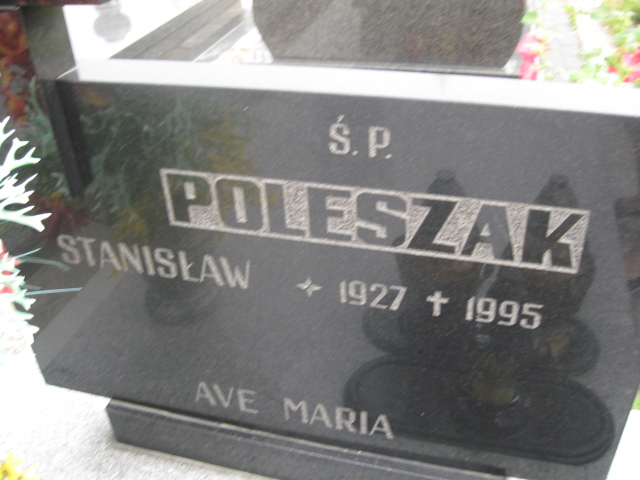 Ś. P.
POLESZAK
STANISŁAW ✦ 1927 ✝ 1995
AVE MARIA